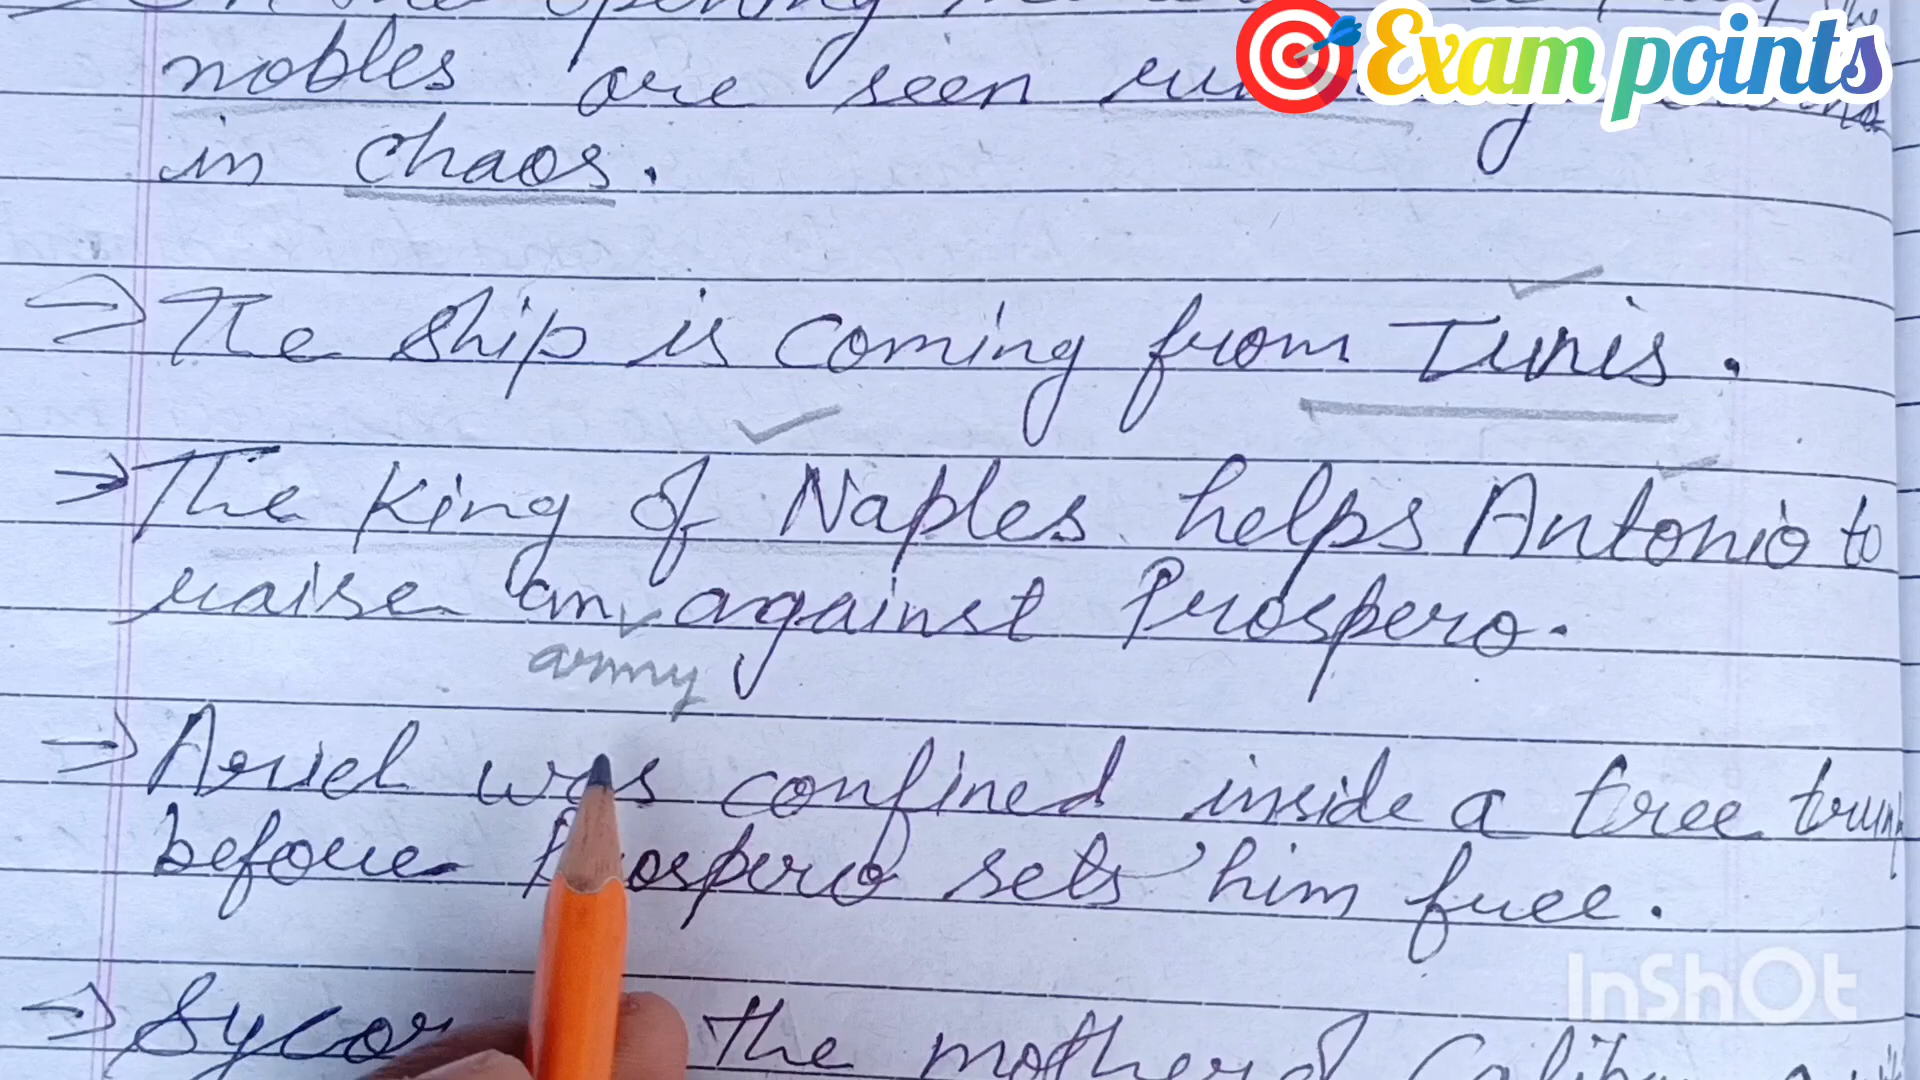 Exam points
nobles are seen
in chaos.
⇒ The ship is coming from Tunis.
→ The King of Naples helps Antonio to
raise an against Prospero.
army
→ Ariel was confined inside a tree
before Prospero sets him free.
⇒ the mother of
InShOt